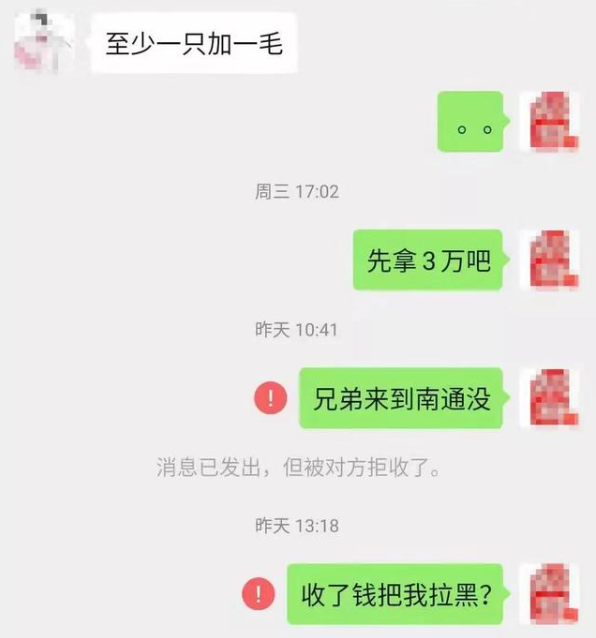 至少一只加一毛
。。
周三 17:02
先拿3万吧
昨天 10:41
兄弟来到南通没
消息已发出，但被对方拒收了。
昨天 13:18
收了钱把我拉黑？